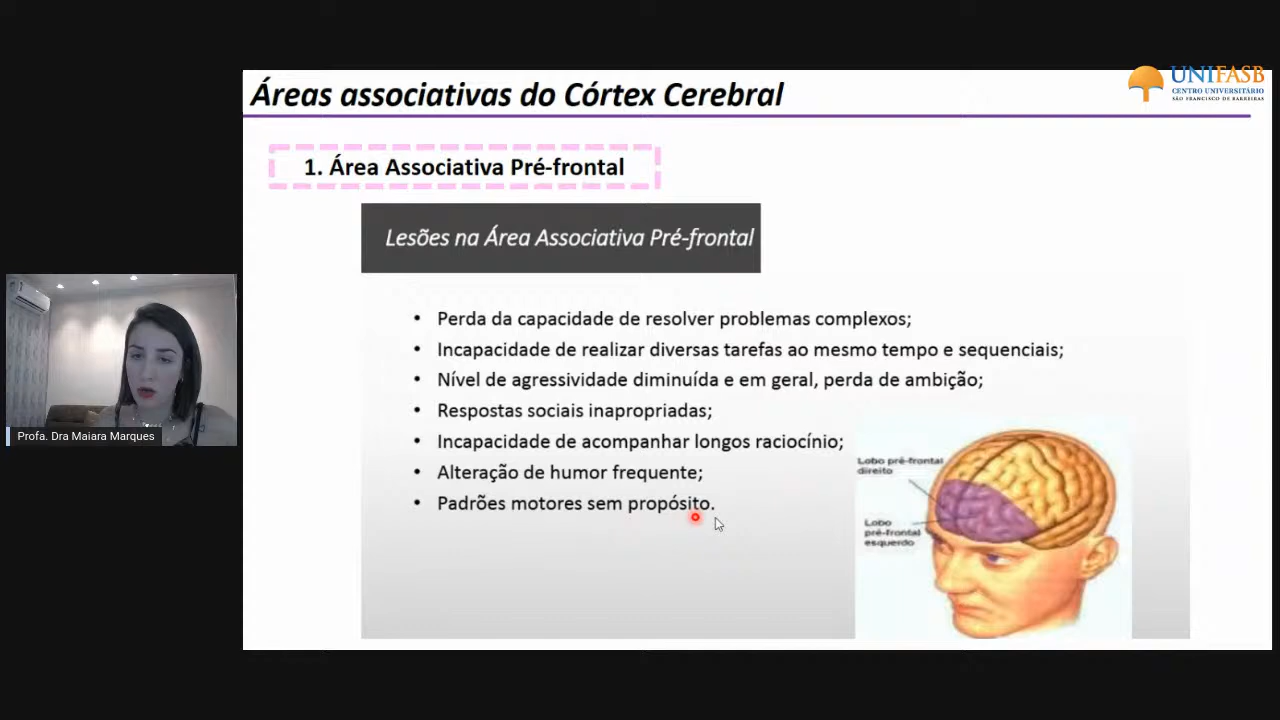 Áreas associativas do Córtex Cerebral
UNIFASB
CENTRO UNIVERSITÁRIO
SÃO FRANCISCO DE BARREIRAS
1. Área Associativa Pré-frontal
Lesões na Área Associativa Pré-frontal
• Perda da capacidade de resolver problemas complexos;
• Incapacidade de realizar diversas tarefas ao mesmo tempo e sequenciais;
• Nível de agressividade diminuída e em geral, perda de ambição;
• Respostas sociais inapropriadas;
• Incapacidade de acompanhar longos raciocínio;
• Alteração de humor frequente;
• Padrões motores sem propósito.
Lobo pré-frontal
direito
Lobo
pré-frontal
esquerdo
Profa. Dra Maiara Marques